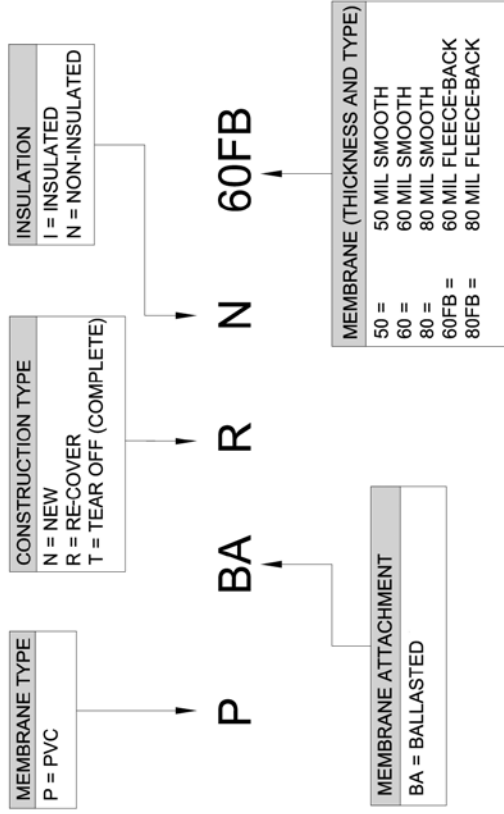 MEMBRANE TYPE
P = PVC
CONSTRUCTION TYPE
N = NEW
R = RE-COVER
T = TEAR OFF (COMPLETE)
INSULATION
I = INSULATED
N = NON-INSULATED
P BA R N 60FB
MEMBRANE ATTACHMENT
BA = BALLASTED
MEMBRANE (THICKNESS AND TYPE)
50 = 50 MIL SMOOTH
60 = 60 MIL SMOOTH
80 = 80 MIL SMOOTH
60FB = 60 MIL FLEECE-BACK
80FB = 80 MIL FLEECE-BACK